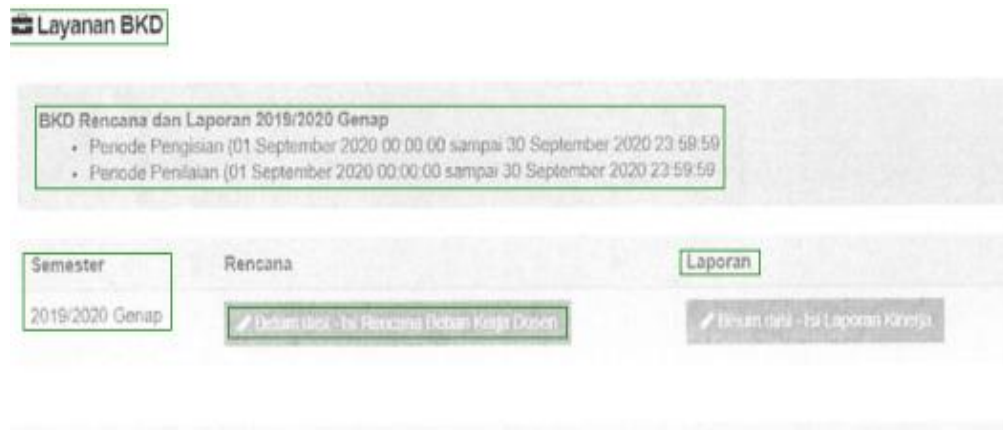 Layanan BKD
BKD Rencana dan Laporan 2019/2020 Genap
• Periode Pengisian (01 September 2020 00:00:00 sampai 30 September 2020 23:59:59
• Periode Penilaian (01 September 2020 00:00:00 sampai 30 September 2020 23:59:59
Semester Rencana Laporan
2019/2020 Genap Belum diisi - Isi Rencana Beban Kerja Dosen Belum diisi - Isi Laporan Kinerja